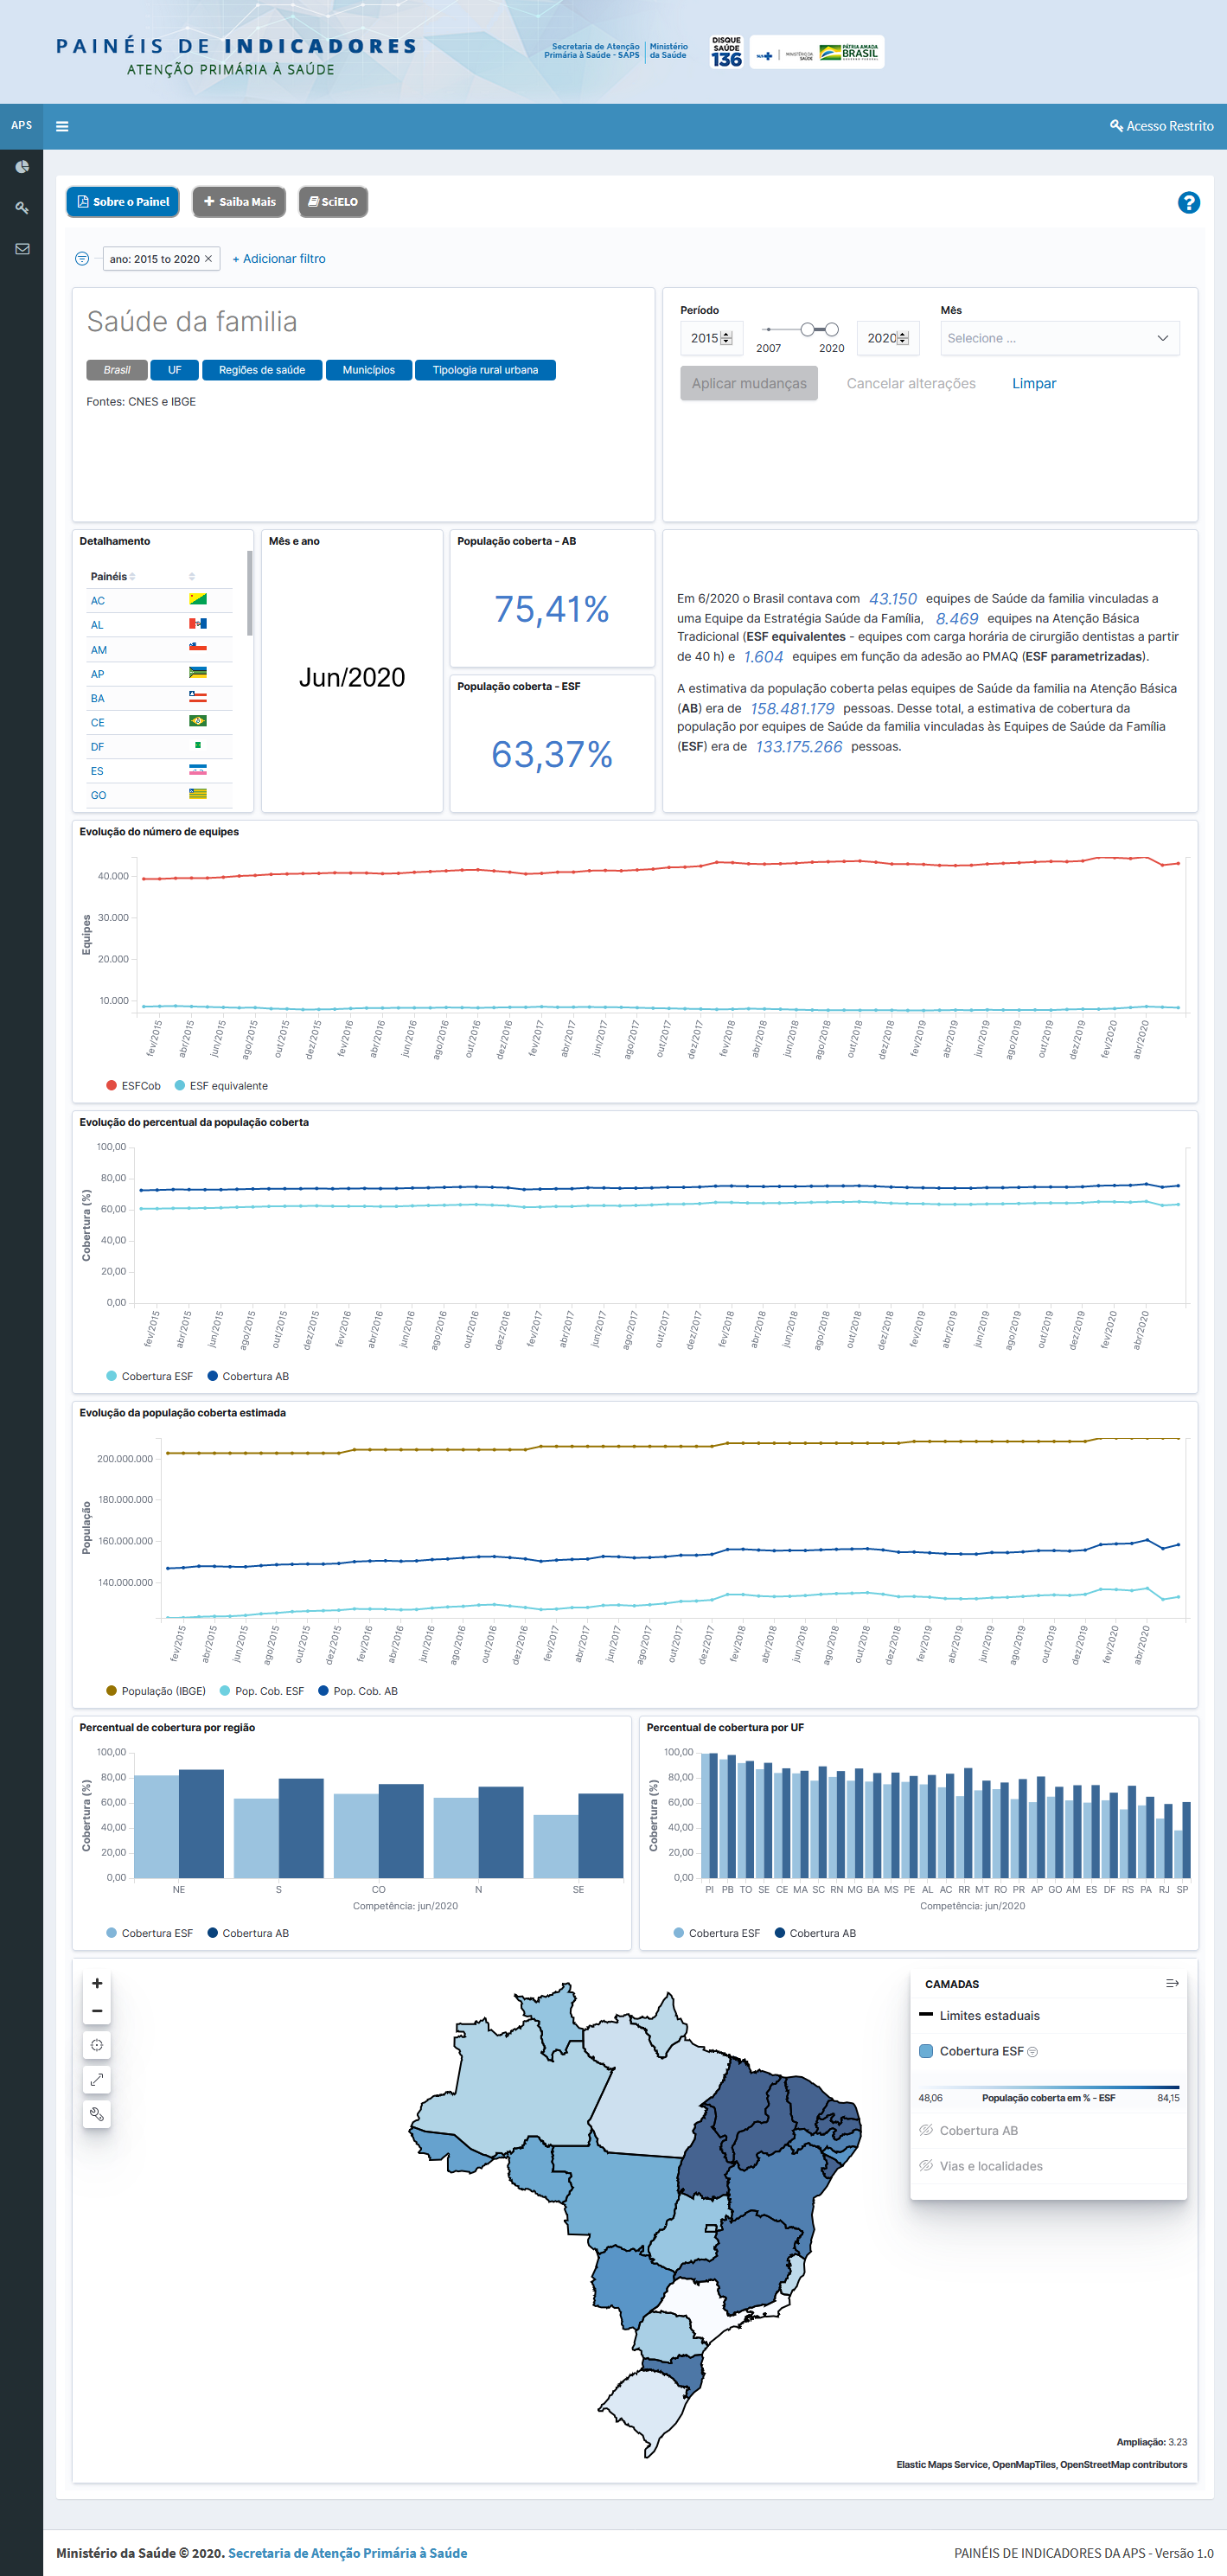 PAINÉIS DE INDICADORES
ATENÇÃO PRIMÁRIA À SAÚDE
Secretaria de Atenção
Primária à Saúde - SAPS
Ministério
da Saúde
DISQUE
SAÚDE
136
SUS
MINISTÉRIO DA
SAÚDE
PÁTRIA AMADA
BRASIL
APS
Acesso Restrito
Sobre o Painel
Saiba Mais
SciELO
?
ano: 2015 to 2020 ×
+ Adicionar filtro
Saúde da familia
Brasil
UF
Regiões de saúde
Municípios
Tipologia rural urbana
Fontes: CNES e IBGE
Período
Mês
2015
2007
2020
2020
Selecione ...
Aplicar mudanças
Cancelar alterações
Limpar
Detalhamento
Painéis
AC
AL
AM
AP
BA
CE
DF
ES
GO
Mês e ano
Jun/2020
População coberta - AB
75,41%
População coberta - ESF
63,37%
Em 6/2020 o Brasil contava com 43.150 equipes de Saúde da familia vinculadas a
uma Equipe da Estratégia Saúde da Família, 8.469 equipes na Atenção Básica
Tradicional (ESF equivalentes - equipes com carga horária de cirurgião dentistas a partir
de 40 h) e 1.604 equipes em função da adesão ao PMAQ (ESF parametrizadas).
A estimativa da população coberta pelas equipes de Saúde da familia na Atenção Básica
(AB) era de 158.481.179 pessoas. Desse total, a estimativa de cobertura da
população por equipes de Saúde da familia vinculadas às Equipes de Saúde da Família
(ESF) era de 133.175.266 pessoas.
Evolução do número de equipes
Equipes
40.000
30.000
20.000
10.000
fev/2015 abr/2015 jun/2015 ago/2015 out/2015 dez/2015 fev/2016 abr/2016 jun/2016 ago/2016 out/2016 dez/2016 fev/2017 abr/2017 jun/2017 ago/2017 out/2017 dez/2017 fev/2018 abr/2018 jun/2018 ago/2018 out/2018 dez/2018 fev/2019 abr/2019 jun/2019 ago/2019 out/2019 dez/2019 fev/2020 abr/2020
ESFCob ESF equivalente
Evolução do percentual da população coberta
Cobertura (%)
100,00
80,00
60,00
40,00
20,00
0,00
fev/2015 abr/2015 jun/2015 ago/2015 out/2015 dez/2015 fev/2016 abr/2016 jun/2016 ago/2016 out/2016 dez/2016 fev/2017 abr/2017 jun/2017 ago/2017 out/2017 dez/2017 fev/2018 abr/2018 jun/2018 ago/2018 out/2018 dez/2018 fev/2019 abr/2019 jun/2019 ago/2019 out/2019 dez/2019 fev/2020 abr/2020
Cobertura ESF Cobertura AB
Evolução da população coberta estimada
População
200.000.000
180.000.000
160.000.000
140.000.000
fev/2015 abr/2015 jun/2015 ago/2015 out/2015 dez/2015 fev/2016 abr/2016 jun/2016 ago/2016 out/2016 dez/2016 fev/2017 abr/2017 jun/2017 ago/2017 out/2017 dez/2017 fev/2018 abr/2018 jun/2018 ago/2018 out/2018 dez/2018 fev/2019 abr/2019 jun/2019 ago/2019 out/2019 dez/2019 fev/2020 abr/2020
População (IBGE) Pop. Cob. ESF Pop. Cob. AB
Percentual de cobertura por região
Cobertura (%)
100,00
80,00
60,00
40,00
20,00
0,00
NE S CO N SE
Competência: jun/2020
Cobertura ESF Cobertura AB
Percentual de cobertura por UF
Cobertura (%)
100,00
80,00
60,00
40,00
20,00
0,00
PI PB TO SE CE MA SC RN MG BA MS PE AL AC RR MT RO PR AP GO AM ES DF RS PA RJ SP
Competência: jun/2020
Cobertura ESF Cobertura AB
CAMADAS
Limites estaduais
Cobertura ESF
48,06 População coberta em % - ESF 84,15
Cobertura AB
Vias e localidades
Ampliação: 3.23
Elastic Maps Service, OpenMapTiles, OpenStreetMap contributors
Ministério da Saúde © 2020. Secretaria de Atenção Primária à Saúde
PAINÉIS DE INDICADORES DA APS - Versão 1.0